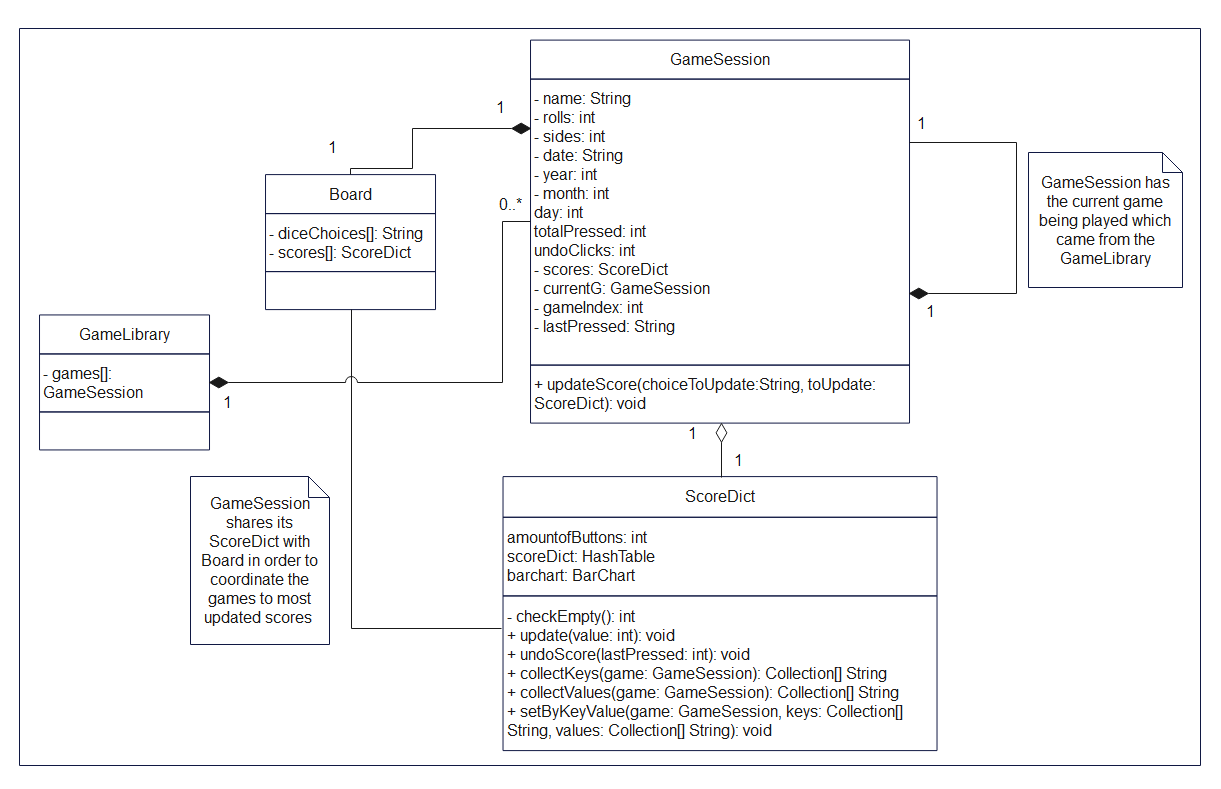 GameSession
- name: String
- rolls: int
- sides: int
- date: String
- year: int
- month: int
day: int
totalPressed: int
undoClicks: int
- scores: ScoreDict
- currentG: GameSession
- gameIndex: int
- lastPressed: String
+ updateScore(choiceToUpdate:String, toUpdate:
ScoreDict): void
1
1
0..*
1
1
GameSession has
the current game
being played which
came from the
GameLibrary
Board
- diceChoices[]: String
- scores[]: ScoreDict
GameLibrary
- games[]:
GameSession
1
1
1
GameSession
shares its
ScoreDict with
Board in order to
coordinate the
games to most
updated scores
ScoreDict
amountofButtons: int
scoreDict: HashTable
barchart: BarChart
- checkEmpty(): int
+ update(value: int): void
+ undoScore(lastPressed: int): void
+ collectKeys(game: GameSession): Collection[] String
+ collectValues(game: GameSession): Collection[] String
+ setByKeyValue(game: GameSession, keys: Collection[]
String, values: Collection[] String): void